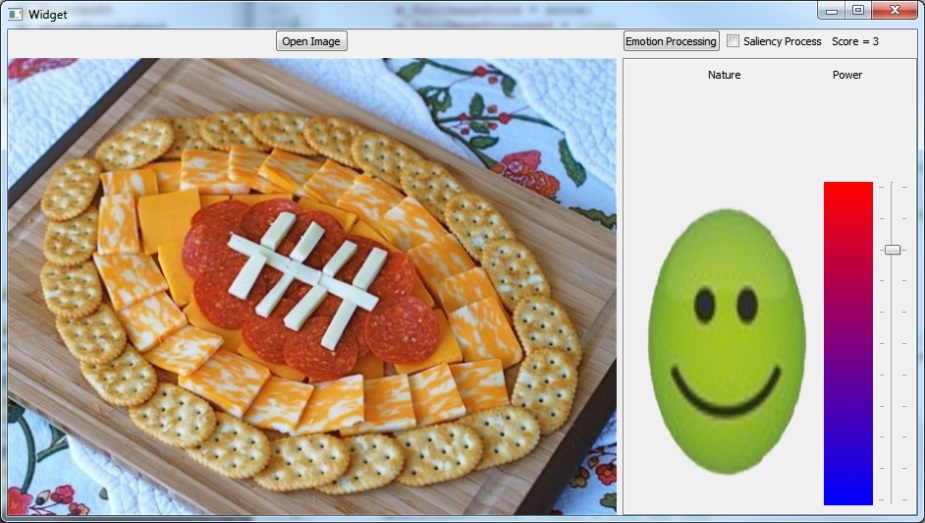 Widget
Open Image
Emotion Processing
Saliency Process
Score = 3
Nature
Power